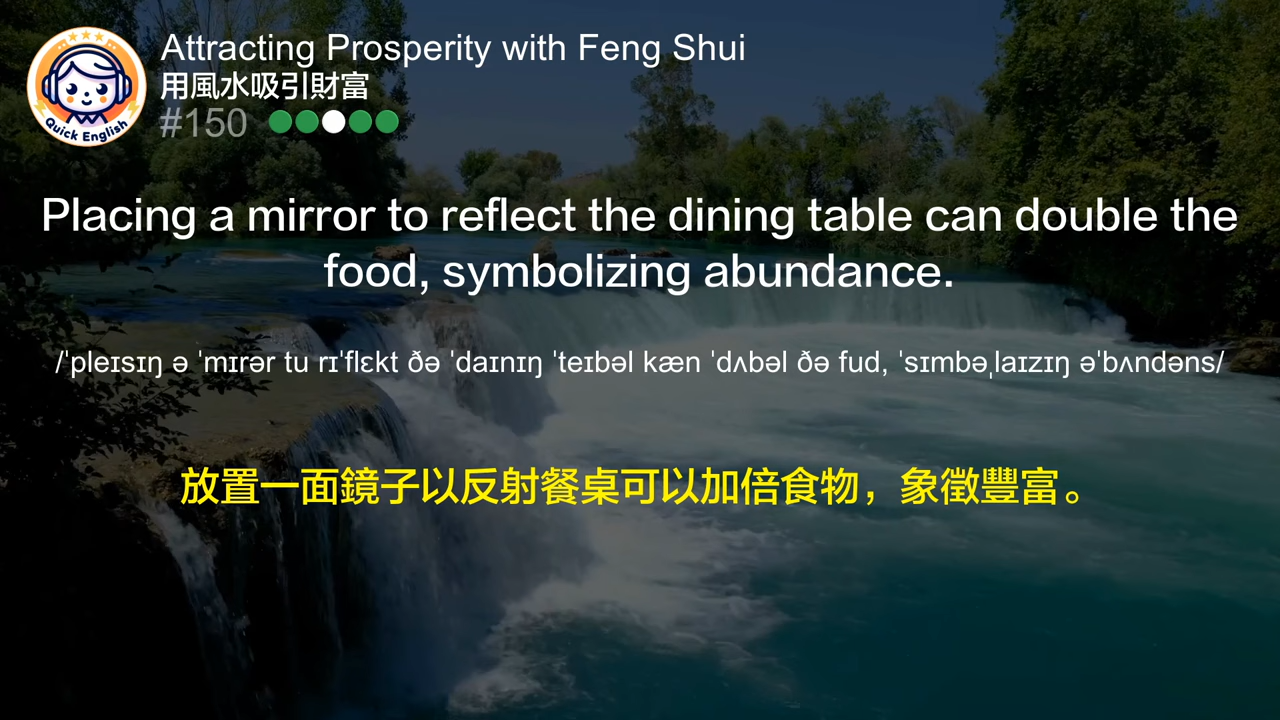 Attracting Prosperity with Feng Shui
用風水吸引財富
#150
Quick English
Placing a mirror to reflect the dining table can double the
food, symbolizing abundance.
/ˈpleɪsɪŋ ə ˈmɪrər tu rɪˈflɛkt ðə ˈdaɪnɪŋ ˈteɪbəl kæn ˈdʌbəl ðə fud, ˈsɪmbəˌlaɪzɪŋ əˈbʌndəns/
放置一面鏡子以反射餐桌可以加倍食物，象徵豐富。